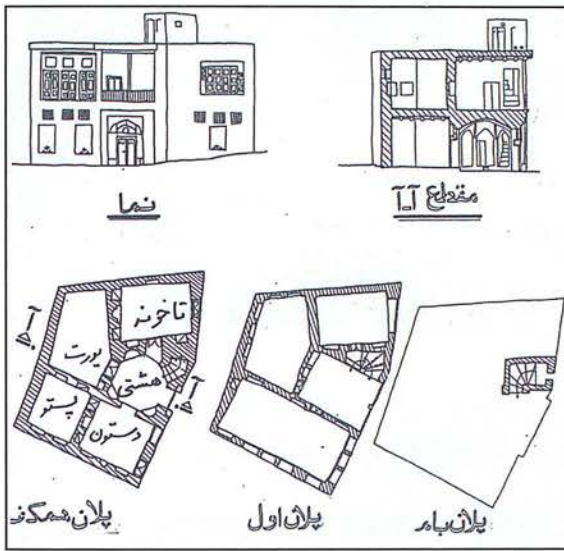 نما
مقطع آ-آ
تاخونه
آ
یورت
هشتی
آ
پستو
دستون
پلان همکف
پلان اول
پلان بام